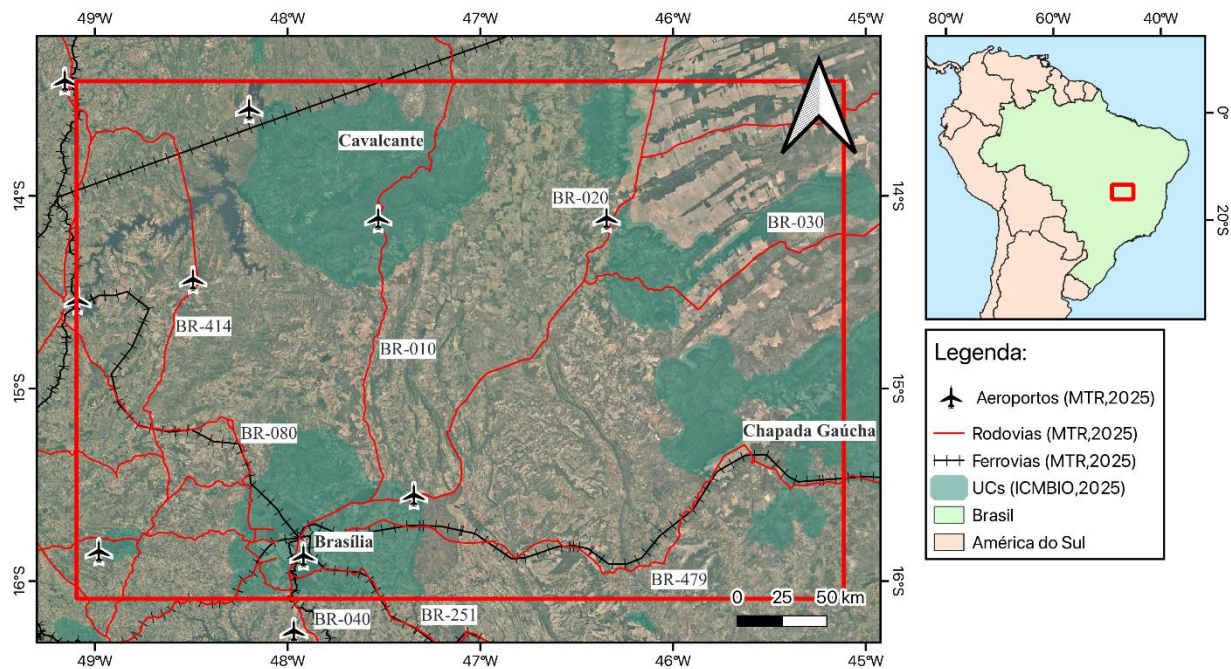 49°W 48°W 47°W 46°W 45°W
80°W 60°W 40°W
Cavalcante
0°
14°S
BR-020
14°S
BR-030
20°S
BR-414
BR-010
Legenda:
15°S
15°S
Aeroportos (MTR,2025)
BR-080
Chapada Gaúcha
Rodovias (MTR,2025)
Ferrovias (MTR,2025)
UCs (ICMBIO,2025)
Brasil
América do Sul
Brasília
16°S
BR-479
16°S
0 25 50 km
BR-040
BR-251
49°W 48°W 47°W 46°W 45°W